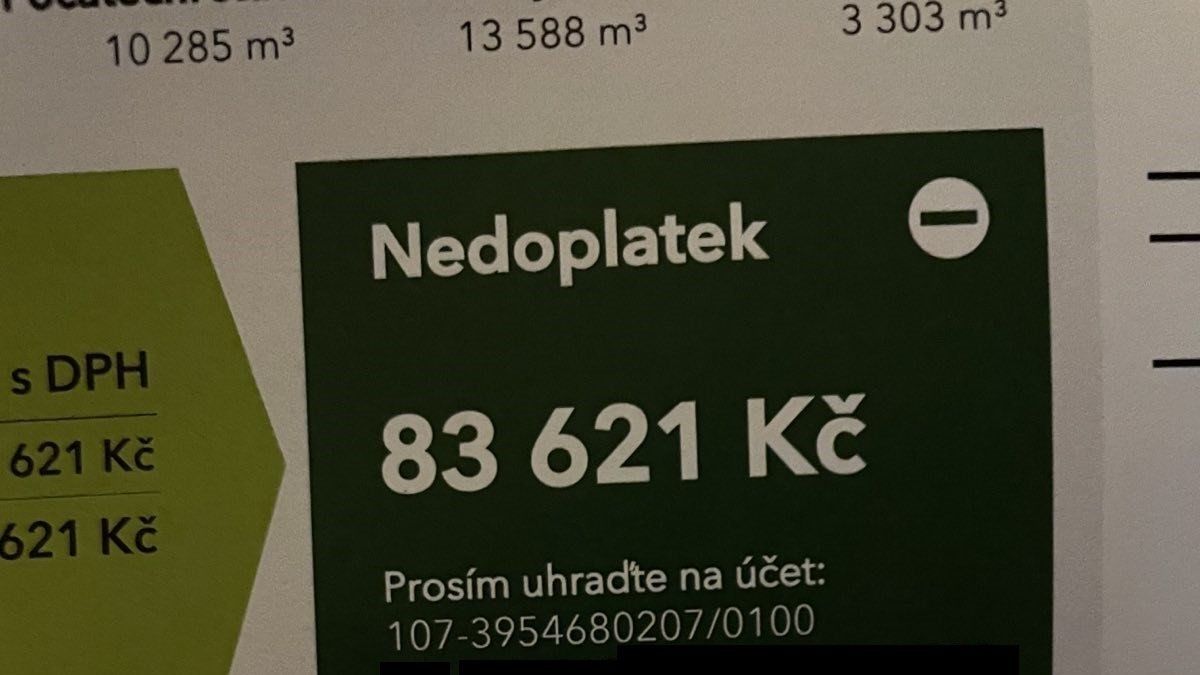 10 285 m³ 13 588 m³ 3 303 m³
Nedoplatek
s DPH
83 621 Kč
621 Kč
621 Kč
Prosím uhraďte na účet:
107-3954680207/0100